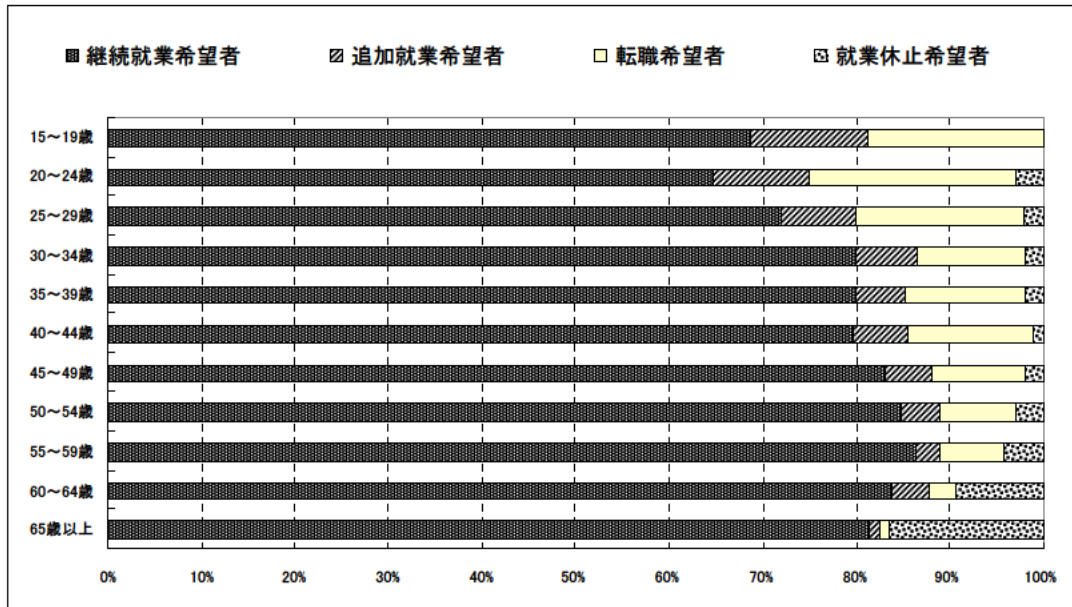 継続就業希望者 追加就業希望者 転職希望者 就業休止希望者
15～19歳
20～24歳
25～29歳
30～34歳
35～39歳
40～44歳
45～49歳
50～54歳
55～59歳
60～64歳
65歳以上
0% 10% 20% 30% 40% 50% 60% 70% 80% 90% 100%